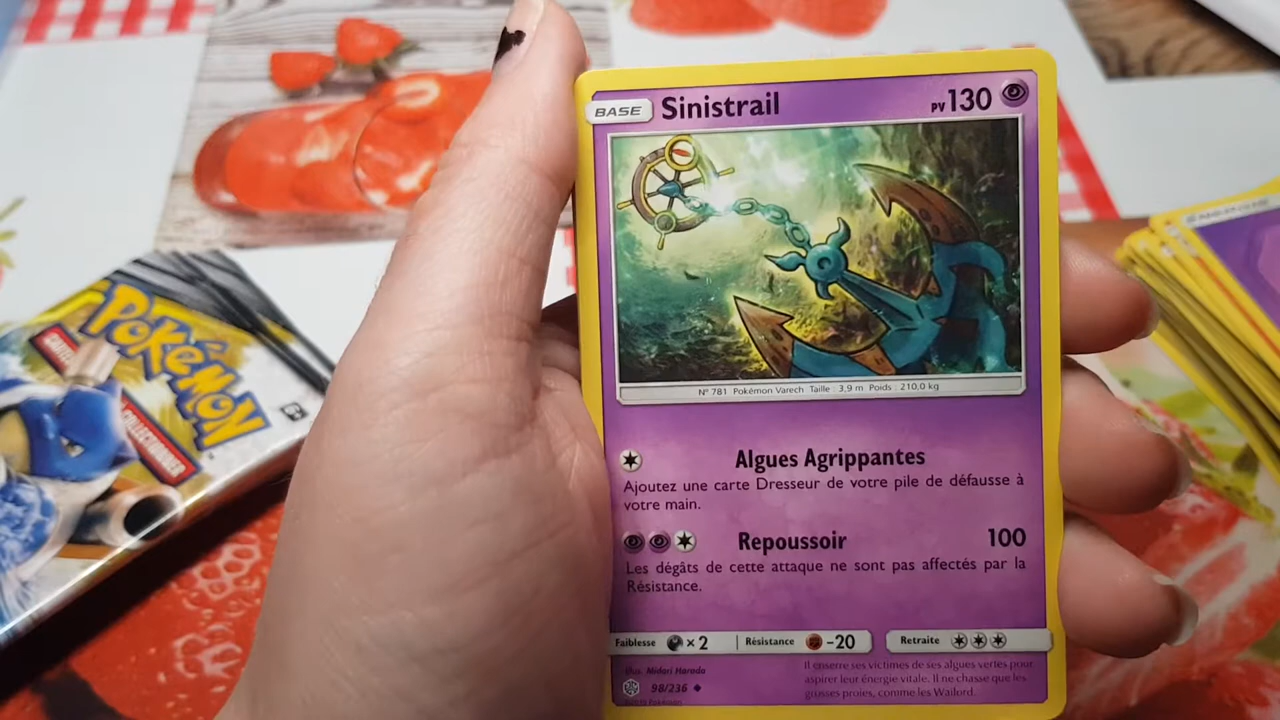 BASE Sinistrail PV 130
N° 781 Pokémon Varech Taille : 3,9 m Poids : 210,0 kg
Algues Agrippantes
Ajoutez une carte Dresseur de votre pile de défausse à
votre main.
Repoussoir 100
Les dégâts de cette attaque ne sont pas affectés par la
Résistance.
Faiblesse ×2 Résistance -20 Retraite
Illus. Midori Harada
98/236
Il enserre ses victimes de ses algues vertes pour
aspirer leur énergie vitale. Il ne chasse que les
grosses proies, comme les Wailord.
POKÉMON